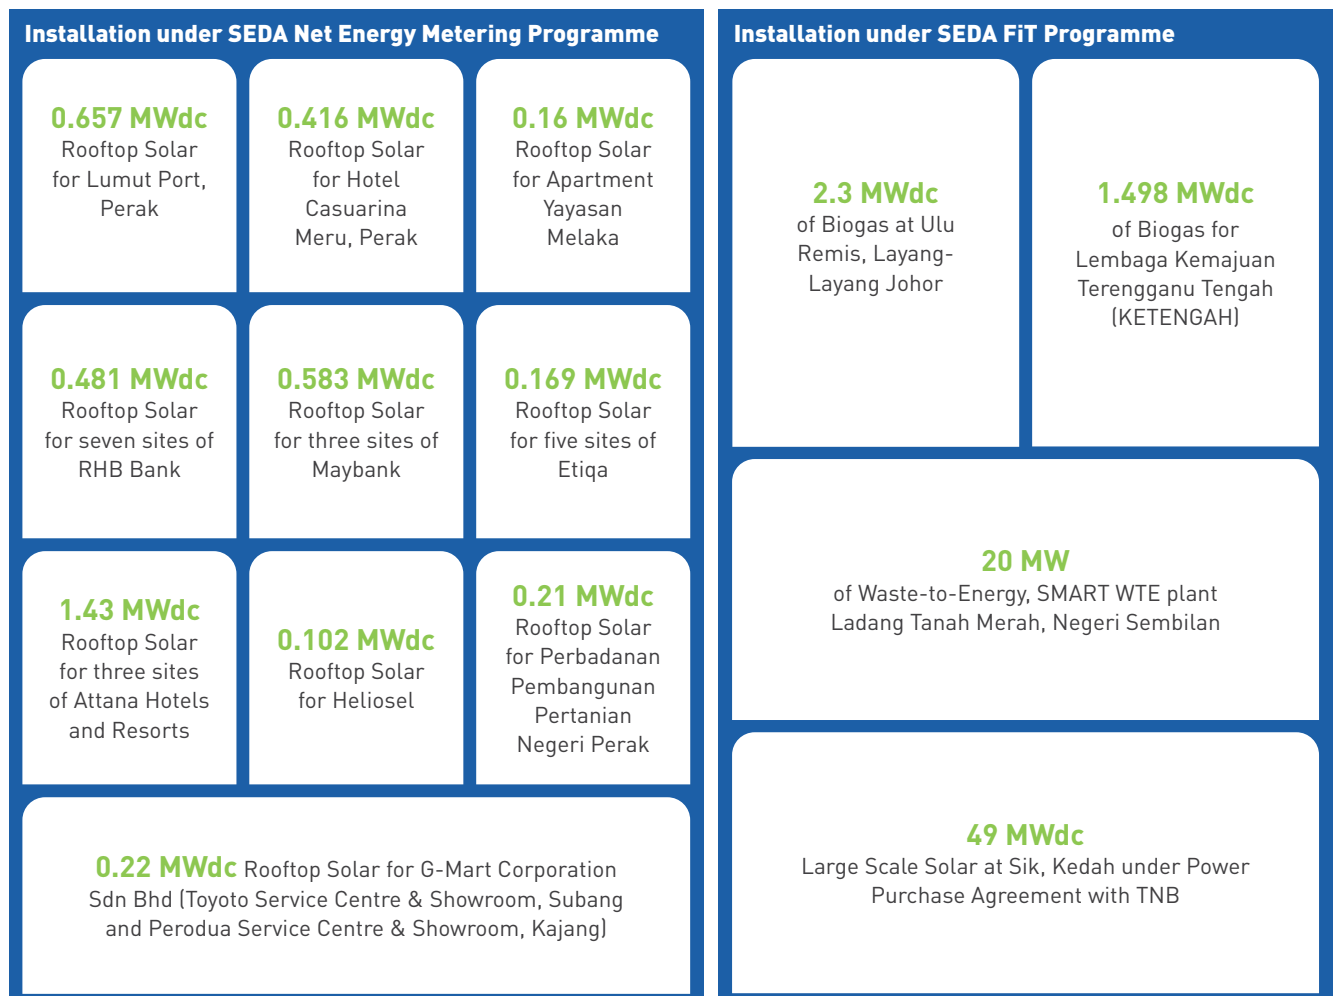 Installation under SEDA Net Energy Metering Programme
0.657 MWdc
Rooftop Solar
for Lumut Port,
Perak
0.416 MWdc
Rooftop Solar
for Hotel
Casuarina
Meru, Perak
0.16 MWdc
Rooftop Solar
for Apartment
Yayasan
Melaka
0.481 MWdc
Rooftop Solar
for seven sites of
RHB Bank
0.583 MWdc
Rooftop Solar
for three sites of
Maybank
0.169 MWdc
Rooftop Solar
for five sites of
Etiqa
1.43 MWdc
Rooftop Solar
for three sites
of Attana Hotels
and Resorts
0.102 MWdc
Rooftop Solar
for Heliosel
0.21 MWdc
Rooftop Solar
for Perbadanan
Pembangunan
Pertanian
Negeri Perak
0.22 MWdc Rooftop Solar for G-Mart Corporation
Sdn Bhd (Toyoto Service Centre & Showroom, Subang
and Perodua Service Centre & Showroom, Kajang)
Installation under SEDA FiT Programme
2.3 MWdc
of Biogas at Ulu
Remis, Layang-
Layang Johor
1.498 MWdc
of Biogas for
Lembaga Kemajuan
Terengganu Tengah
(KETENGAH)
20 MW
of Waste-to-Energy, SMART WTE plant
Ladang Tanah Merah, Negeri Sembilan
49 MWdc
Large Scale Solar at Sik, Kedah under Power
Purchase Agreement with TNB